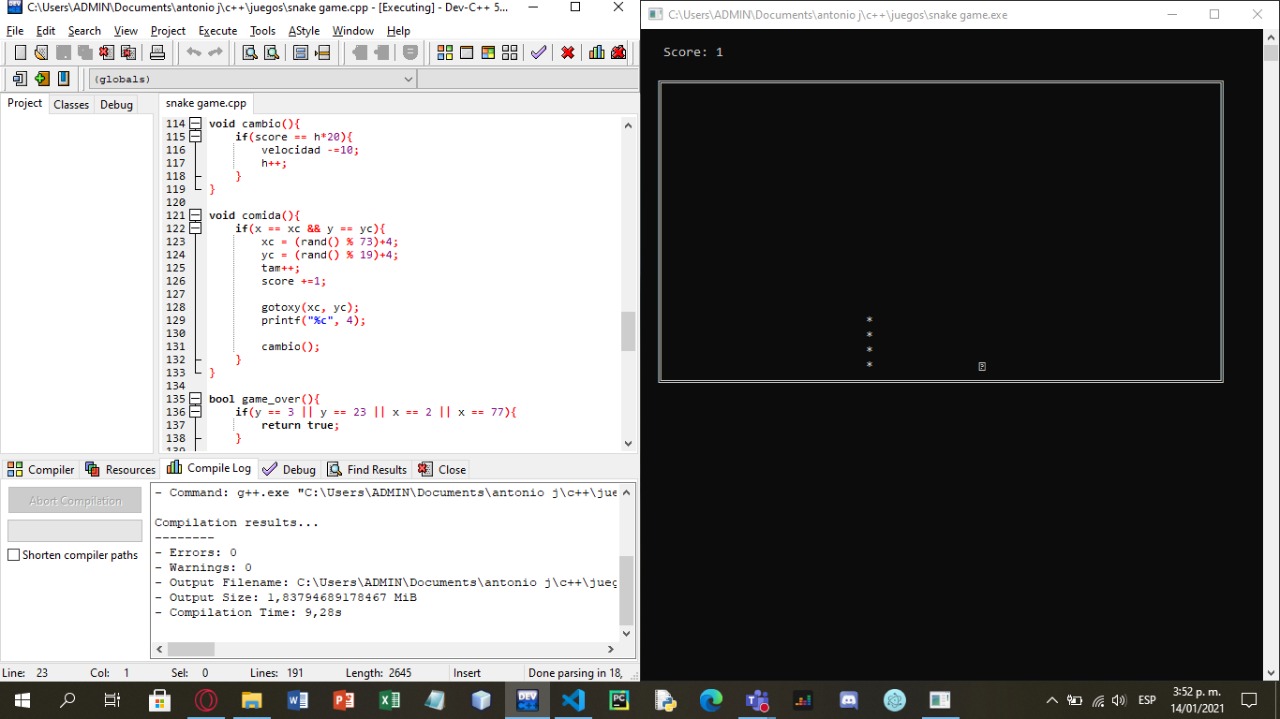 C:\Users\ADMIN\Documents\antonio j\c++\juegos\snake game.cpp - [Executing] - Dev-C++ 5...
File Edit Search View Project Execute Tools AStyle Window Help
(globals)
Project Classes Debug
snake game.cpp
114 void cambio(){
115 if(score == h*20){
116 velocidad -=10;
117 h++;
118 }
119 }
120
121 void comida(){
122 if(x == xc && y == yc){
123 xc = (rand() % 73)+4;
124 yc = (rand() % 19)+4;
125 tam++;
126 score +=1;
127
128 gotoxy(xc, yc);
129 printf("%c", 4);
130
131 cambio();
132 }
133 }
134
135 bool game_over(){
136 if(y == 3 || y == 23 || x == 2 || x == 77){
137 return true;
138 }
139
Compiler Resources Compile Log Debug Find Results Close
Abort Compilation
Shorten compiler paths
- Command: g++.exe "C:\Users\ADMIN\Documents\antonio j\c++\jue
Compilation results...
--------
- Errors: 0
- Warnings: 0
- Output Filename: C:\Users\ADMIN\Documents\antonio j\c++\jueg
- Output Size: 1,83794689178467 MiB
- Compilation Time: 9,28s
Line: 23 Col: 1 Sel: 0 Lines: 191 Length: 2645 Insert Done parsing in 18,
C:\Users\ADMIN\Documents\antonio j\c++\juegos\snake game.exe
Score: 1
*
*
*
*
DEV
PC
ESP
3:52 p. m.
14/01/2021